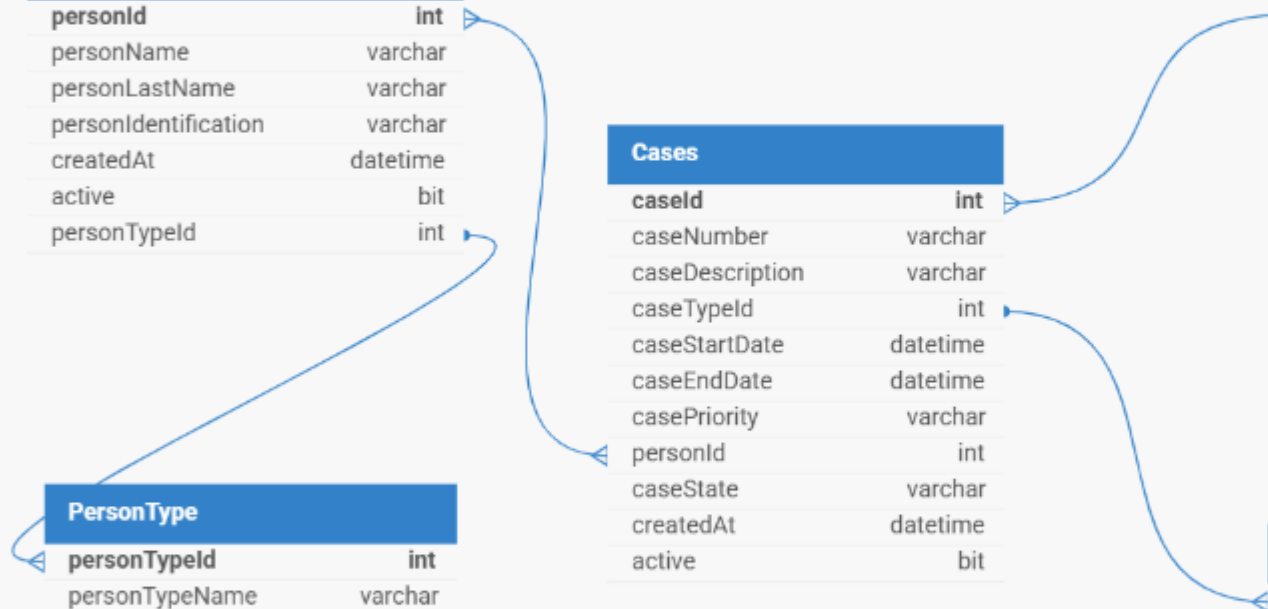 personId int
personName varchar
personLastName varchar
personIdentification varchar
createdAt datetime
active bit
personTypeId int
PersonType
personTypeId int
personTypeName varchar
Cases
caseId int
caseNumber varchar
caseDescription varchar
caseTypeId int
caseStartDate datetime
caseEndDate datetime
casePriority varchar
personId int
caseState varchar
createdAt datetime
active bit